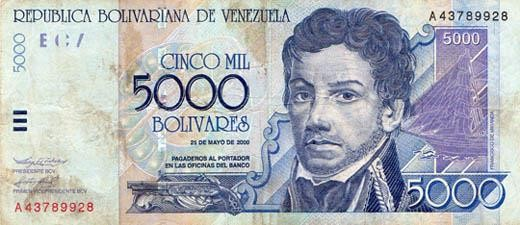 REPUBLICA BOLIVARIANA DE VENEZUELA
A43789928
5000
5000
CINCO MIL
5000
BOLIVARES
25 DE MAYO DE 2000
PAGADEROS AL PORTADOR
EN LAS OFICINAS DEL BANCO
PRESIDENTE BCV
PRIMER VICEPRESIDENTE BCV
A43789928
FRANCISCO DE MIRANDA
5000